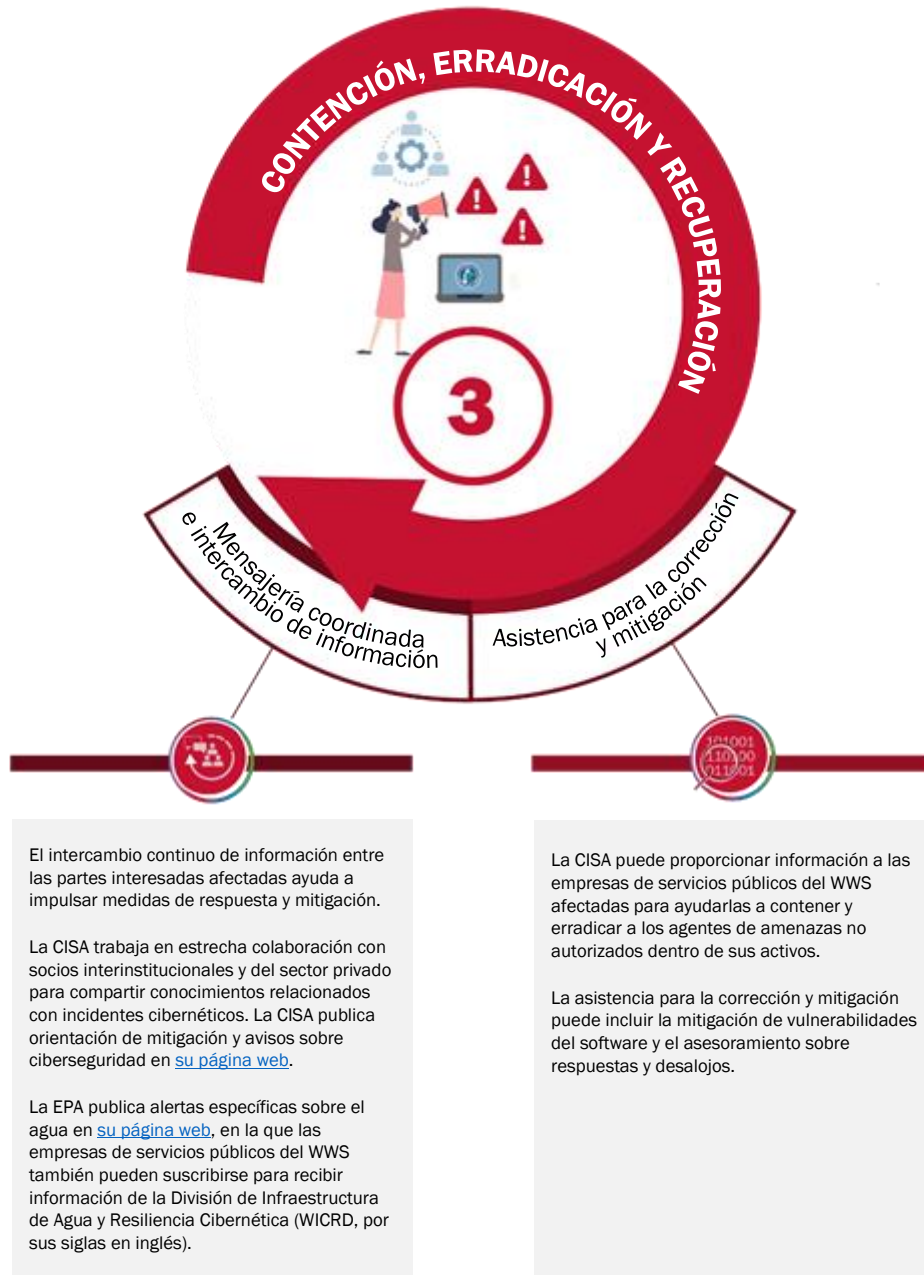 CONTENCIÓN, ERRADICACIÓN Y RECUPERACIÓN
3
Mensajería coordinada
e intercambio de información
Asistencia para la corrección
y mitigación
101001
110100
011001
El intercambio continuo de información entre
las partes interesadas afectadas ayuda a
impulsar medidas de respuesta y mitigación.
La CISA trabaja en estrecha colaboración con
socios interinstitucionales y del sector privado
para compartir conocimientos relacionados
con incidentes cibernéticos. La CISA publica
orientación de mitigación y avisos sobre
ciberseguridad en su página web.
La EPA publica alertas específicas sobre el
agua en su página web, en la que las
empresas de servicios públicos del WWS
también pueden suscribirse para recibir
información de la División de Infraestructura
de Agua y Resiliencia Cibernética (WICRD, por
sus siglas en inglés).
La CISA puede proporcionar información a las
empresas de servicios públicos del WWS
afectadas para ayudarlas a contener y
erradicar a los agentes de amenazas no
autorizados dentro de sus activos.
La asistencia para la corrección y mitigación
puede incluir la mitigación de vulnerabilidades
del software y el asesoramiento sobre
respuestas y desalojos.